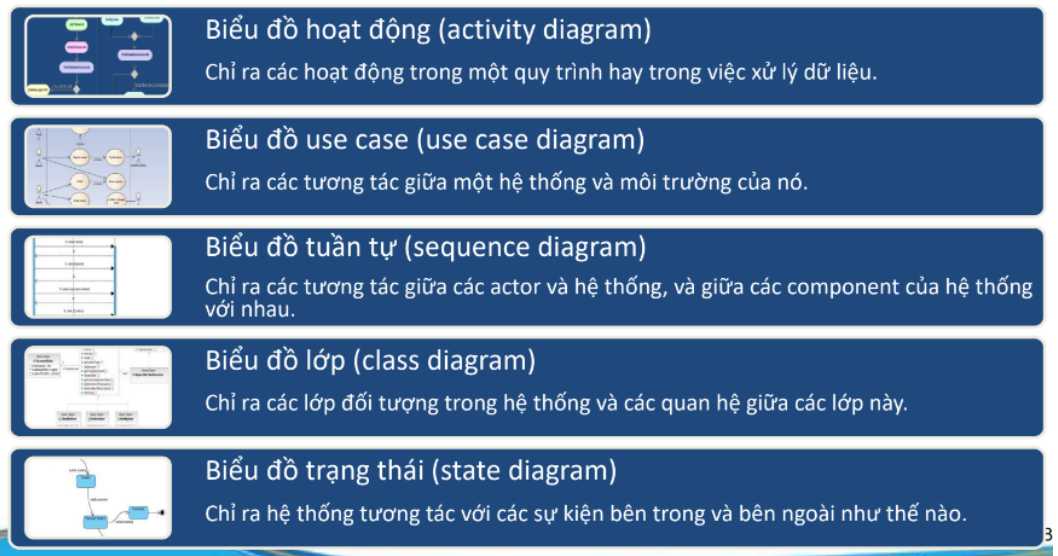 Biểu đồ hoạt động (activity diagram)
Chỉ ra các hoạt động trong một quy trình hay trong việc xử lý dữ liệu.
Biểu đồ use case (use case diagram)
Chỉ ra các tương tác giữa một hệ thống và môi trường của nó.
Biểu đồ tuần tự (sequence diagram)
Chỉ ra các tương tác giữa các actor và hệ thống, và giữa các component của hệ thống
với nhau.
Biểu đồ lớp (class diagram)
Chỉ ra các lớp đối tượng trong hệ thống và các quan hệ giữa các lớp này.
Biểu đồ trạng thái (state diagram)
Chỉ ra hệ thống tương tác với các sự kiện bên trong và bên ngoài như thế nào.
3